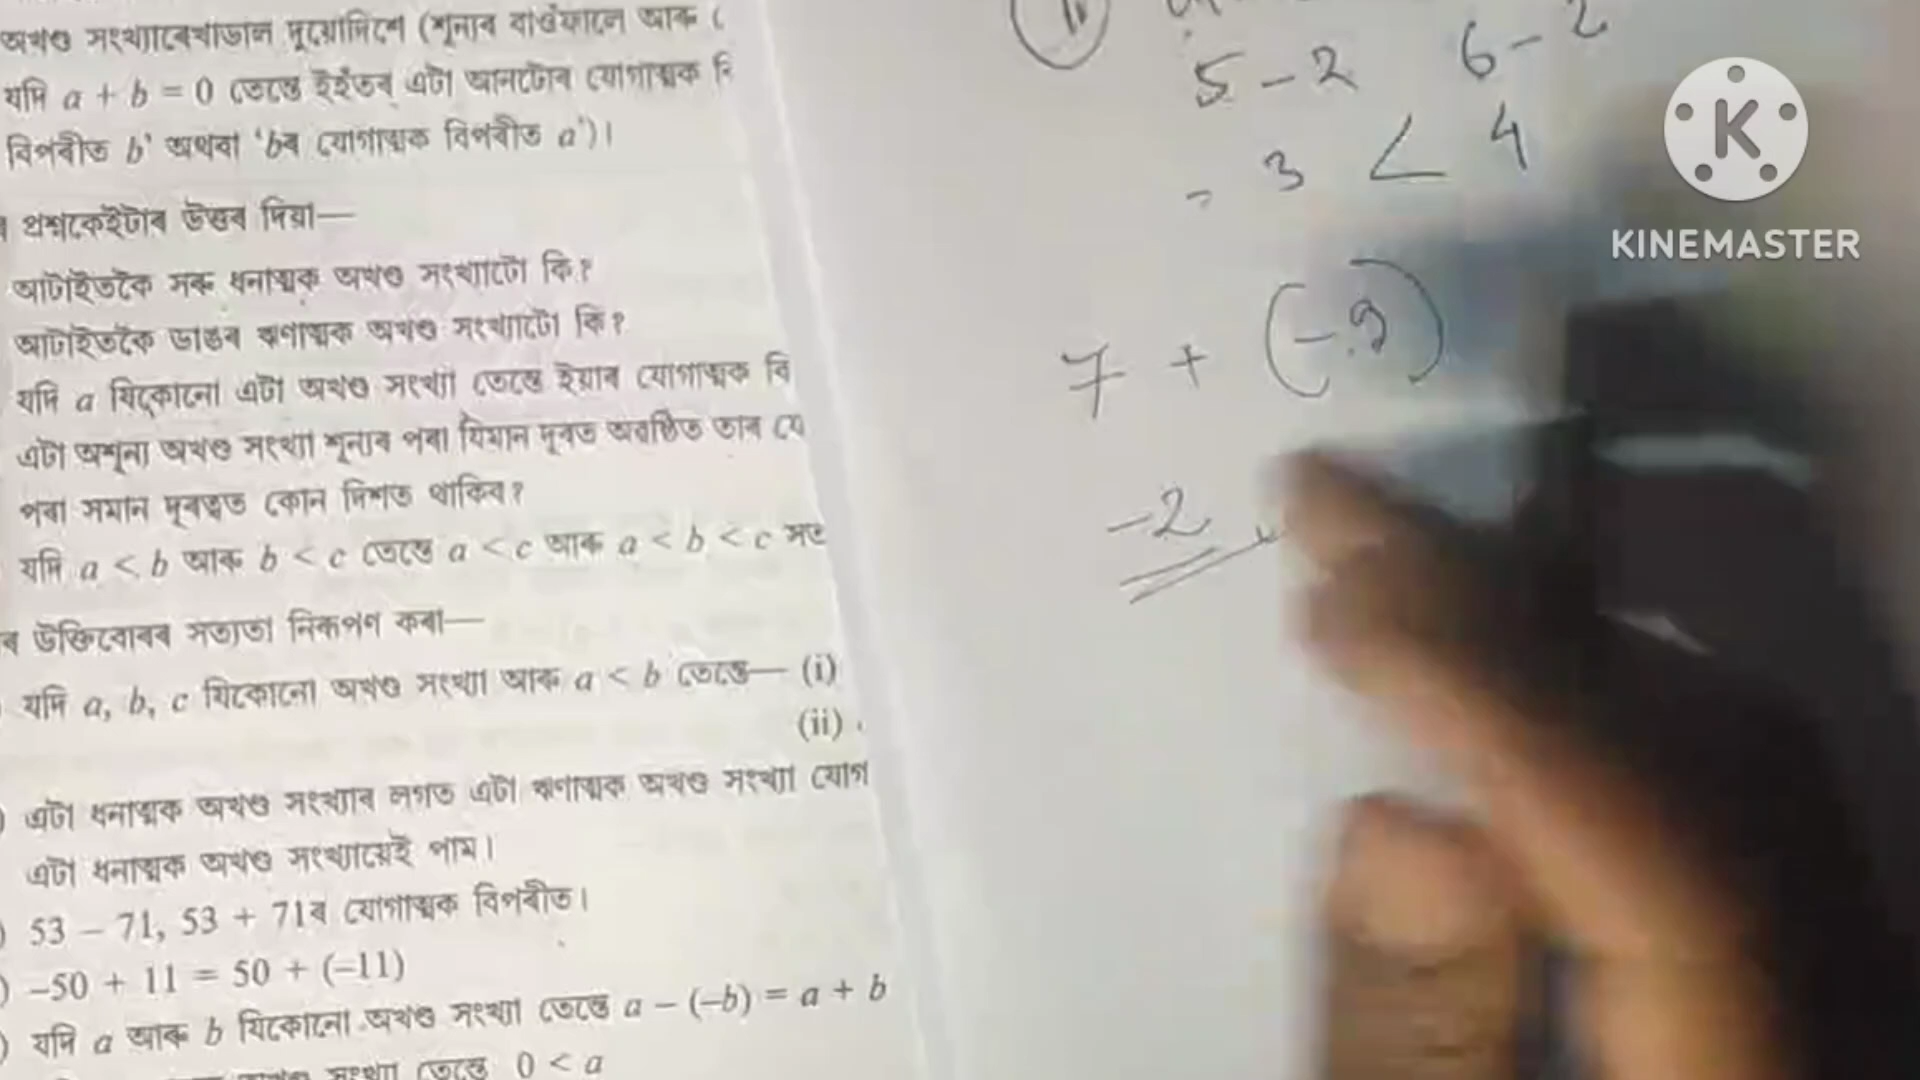 অখণ্ড সংখ্যাৰেখাডাল দুয়োদিশে (শূন্যৰ বাওঁফালে আৰু (
যদি a + b = 0 তেন্তে ইহঁতৰ এটা আনটোৰ যোগাত্মক বি
বিপৰীত b’ অথবা ‘bৰ যোগাত্মক বিপৰীত a’)।
প্ৰশ্নকেইটাৰ উত্তৰ দিয়া—
আটাইতকৈ সৰু ধনাত্মক অখণ্ড সংখ্যাটো কি?
আটাইতকৈ ডাঙৰ ঋণাত্মক অখণ্ড সংখ্যাটো কি?
যদি a যিকোনো এটা অখণ্ড সংখ্যা তেন্তে ইয়াৰ যোগাত্মক বি
এটা অশূন্য অখণ্ড সংখ্যা শূন্যৰ পৰা যিমান দূৰত অৱস্থিত তাৰ যে
পৰা সমান দূৰত্বত কোন দিশত থাকিব?
যদি a < b আৰু b < c তেন্তে a < c আৰু a < b < c সত
ৰ উক্তিবোৰৰ সত্যতা নিৰূপণ কৰা—
যদি a, b, c যিকোনো অখণ্ড সংখ্যা আৰু a < b তেন্তে— (i)
(ii)
এটা ধনাত্মক অখণ্ড সংখ্যাৰ লগত এটা ঋণাত্মক অখণ্ড সংখ্যা যোগ
এটা ধনাত্মক অখণ্ড সংখ্যায়েই পাম।
53 – 71, 53 + 71ৰ যোগাত্মক বিপৰীত।
–50 + 11 = 50 + (–11)
যদি a আৰু b যিকোনো অখণ্ড সংখ্যা তেন্তে a – (–b) = a + b
অখণ্ড সংখ্যা তেন্তে 0 < a
5 - 2 6 - 2
= 3 < 4
7 + (-9)
-2
K
KINEMASTER